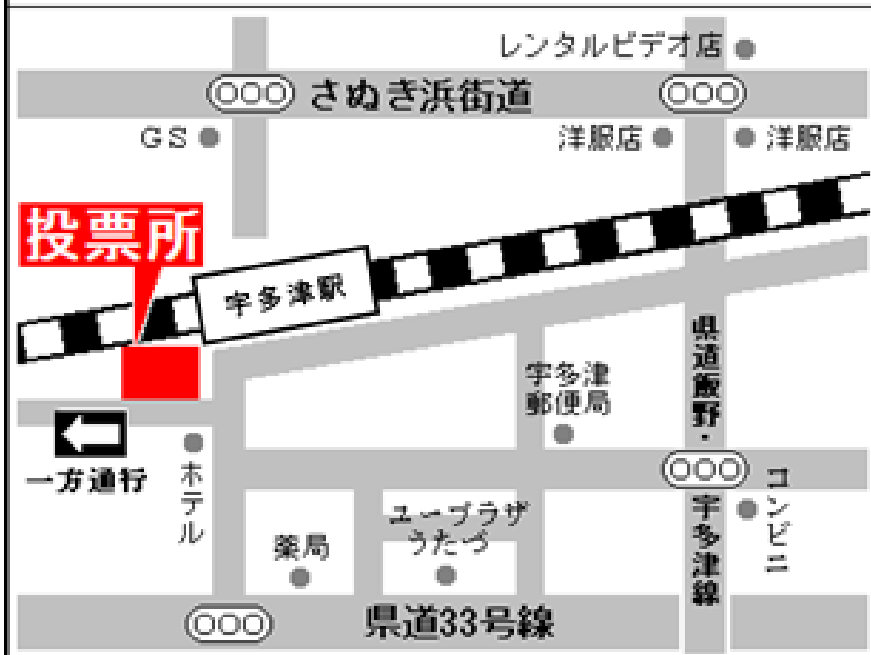 レンタルビデオ店
さぬき浜街道
GS
洋服店
洋服店
投票所
宇多津駅
県道飯野・宇多津線
宇多津
郵便局
一方通行
ホテル
コンビニ
ユープラザ
うたづ
薬局
県道33号線